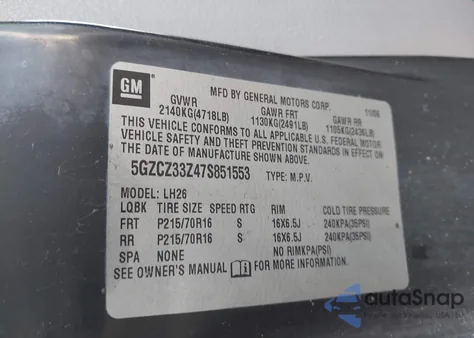 GM
MFD BY GENERAL MOTORS CORP. 11/06
GVWR GAWR FRT GAWR RR
2140KG(4718LB) 1130KG(2491LB) 1105KG(2436LB)
THIS VEHICLE CONFORMS TO ALL APPLICABLE U.S. FEDERAL MOTOR
VEHICLE SAFETY AND THEFT PREVENTION STANDARDS IN EFFECT ON
THE DATE OF MANUFACTURE SHOWN ABOVE.
5GZCZ33Z47S851553 TYPE: M.P.V.
MODEL: LH26
LQBK TIRE SIZE SPEED RTG RIM COLD TIRE PRESSURE
FRT P215/70R16 S 16X6.5J 240KPA(35PSI)
RR P215/70R16 S 16X6.5J 240KPA(35PSI)
SPA NONE NO RIMKPA(PSI)
SEE OWNER'S MANUAL FOR MORE INFORMATION.
autoSnap